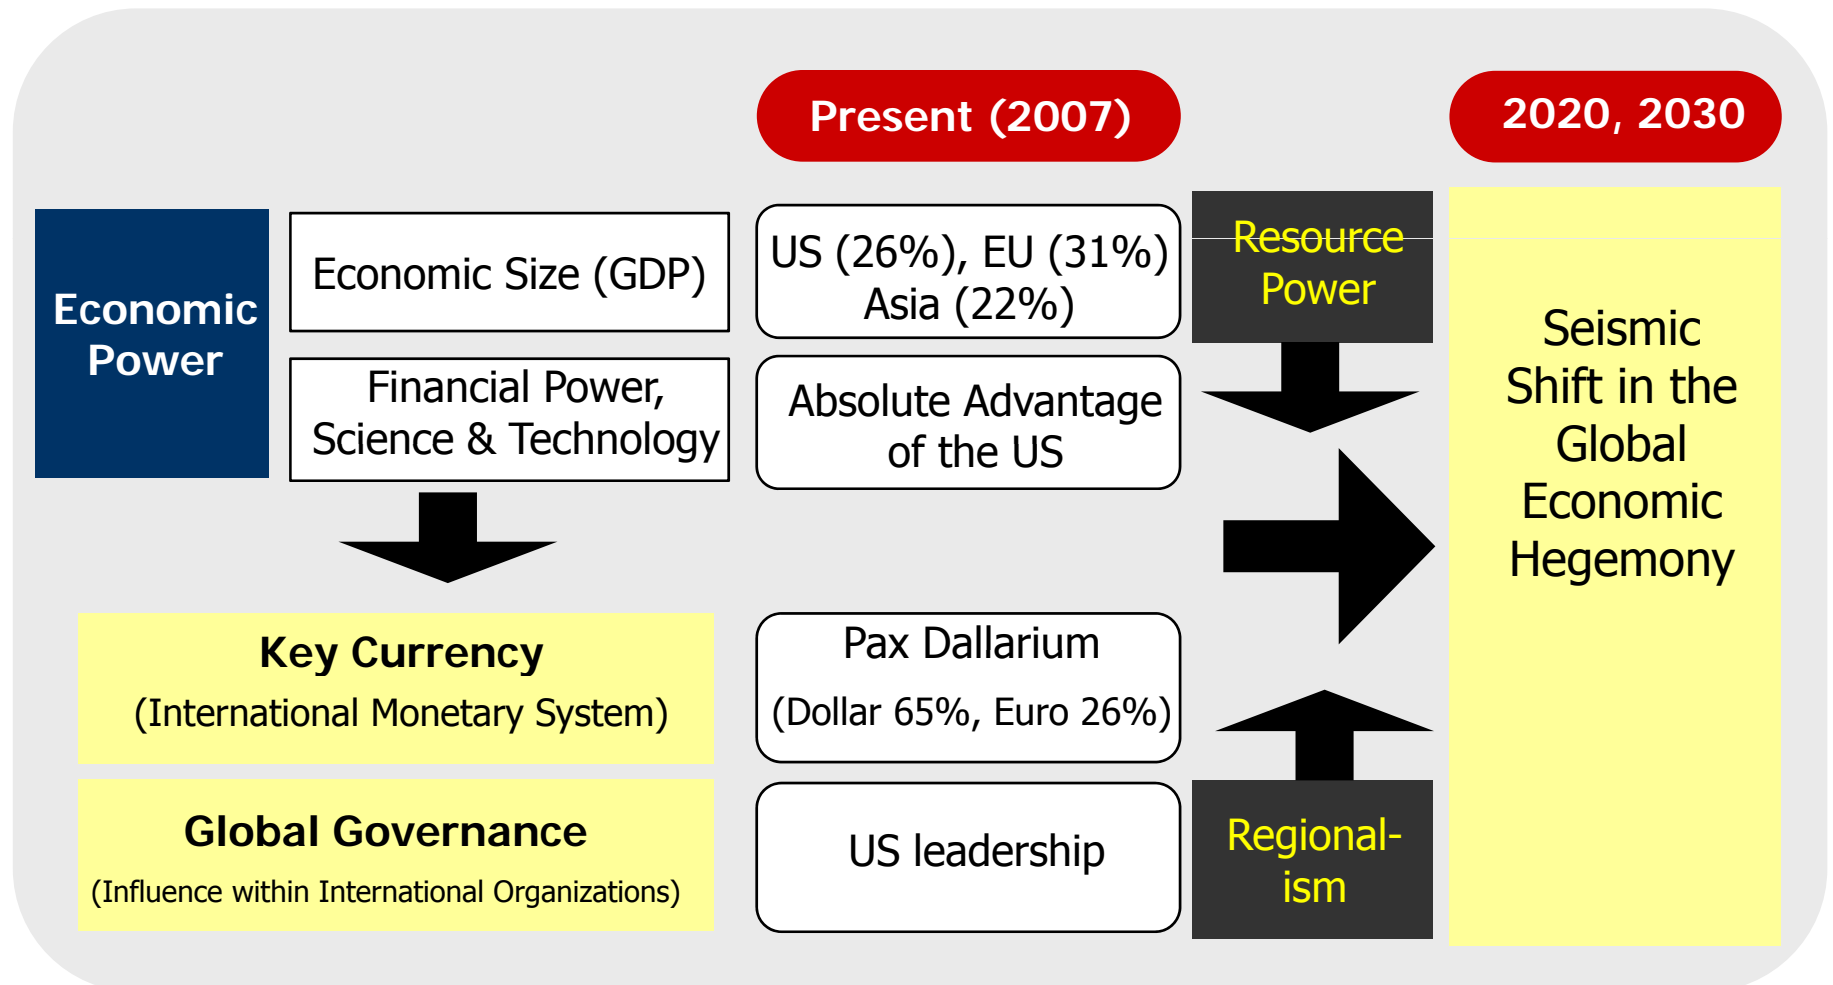 Present (2007)
2020, 2030
Economic
Power
Economic Size (GDP)
US (26%), EU (31%)
Asia (22%)
Resource
Power
Financial Power,
Science & Technology
Absolute Advantage
of the US
Seismic
Shift in the
Global
Economic
Hegemony
Key Currency
(International Monetary System)
Pax Dallarium
(Dollar 65%, Euro 26%)
Global Governance
(Influence within International Organizations)
US leadership
Regional-
ism